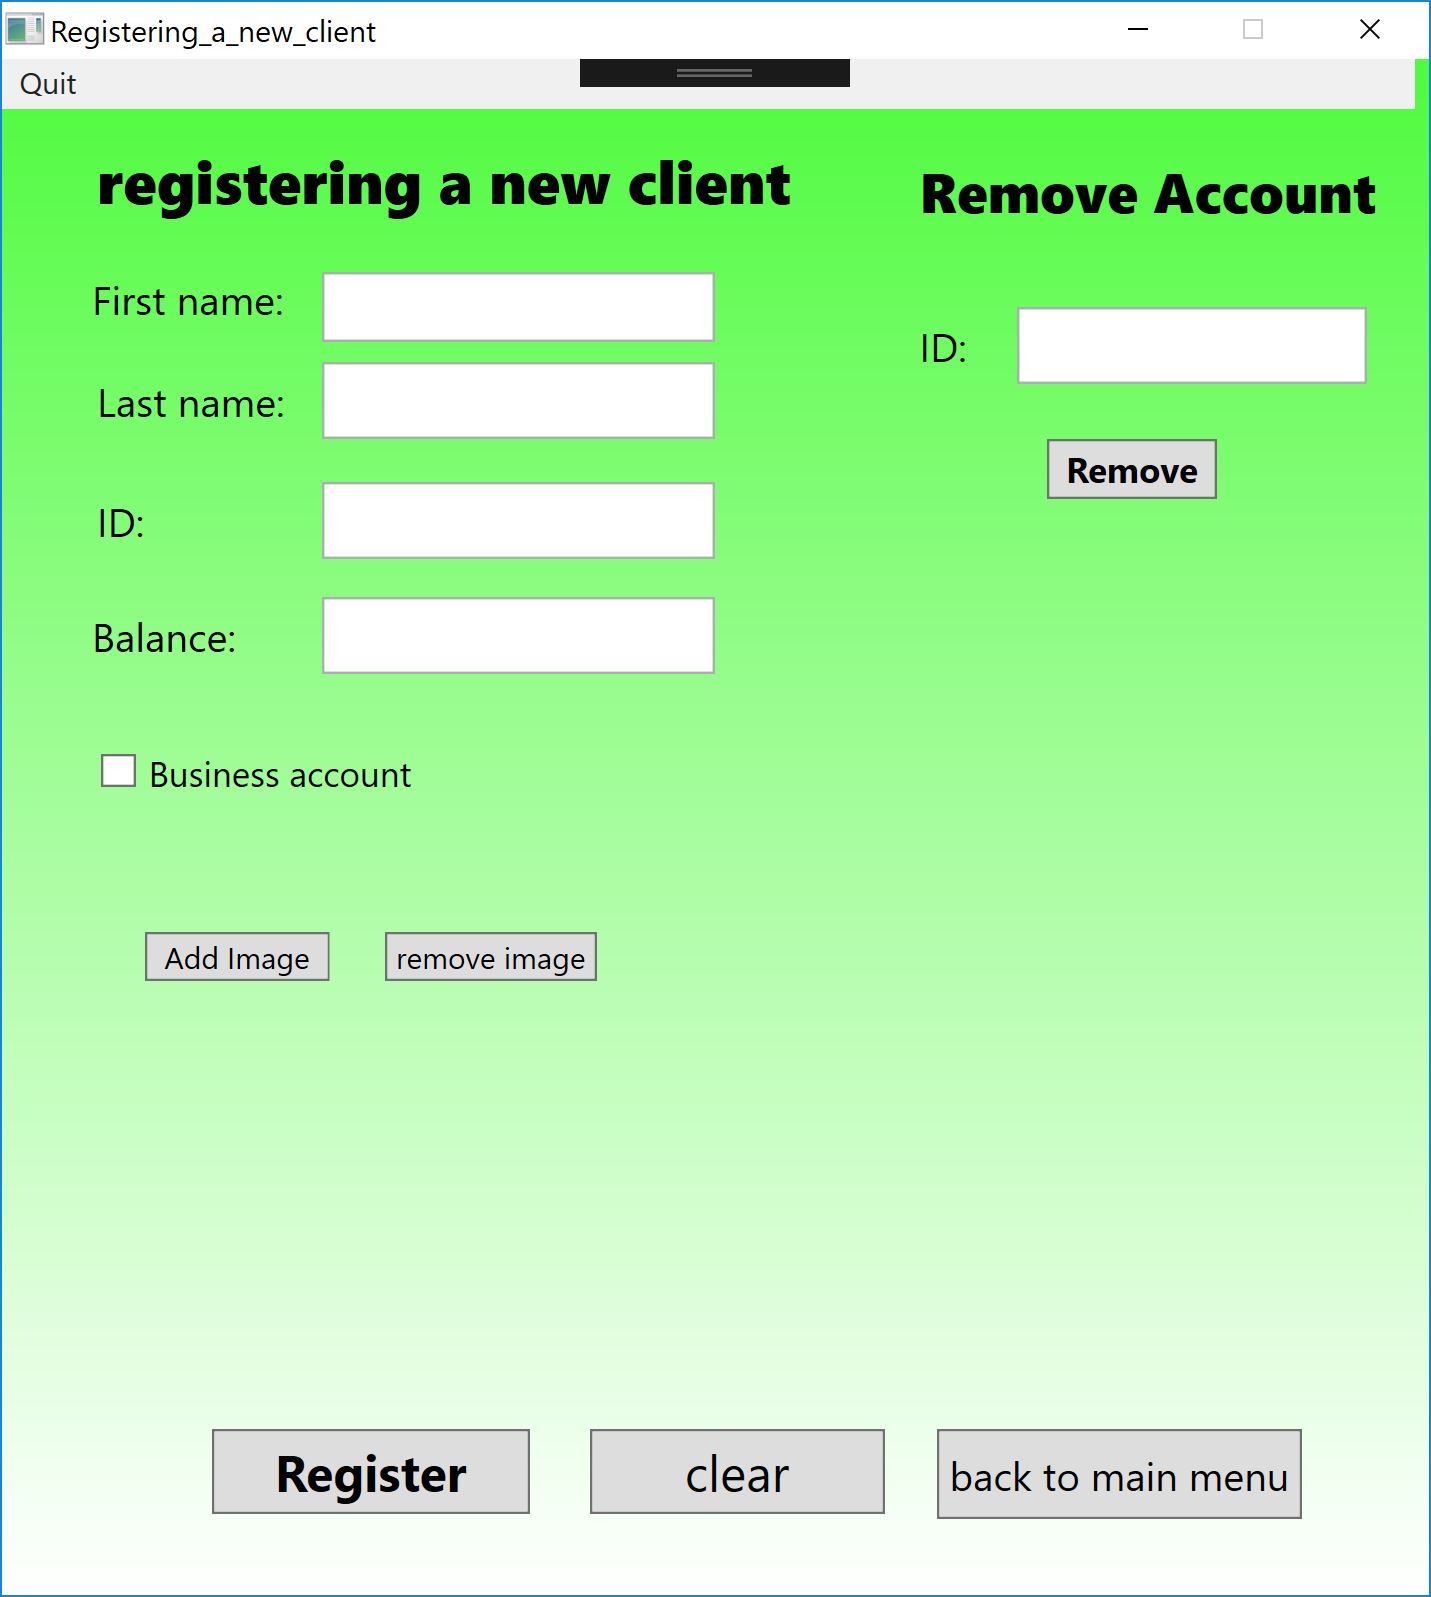 Registering_a_new_client
Quit
registering a new client
Remove Account
First name:
Last name:
ID:
Balance:
ID:
Remove
Business account
Add Image
remove image
Register
clear
back to main menu